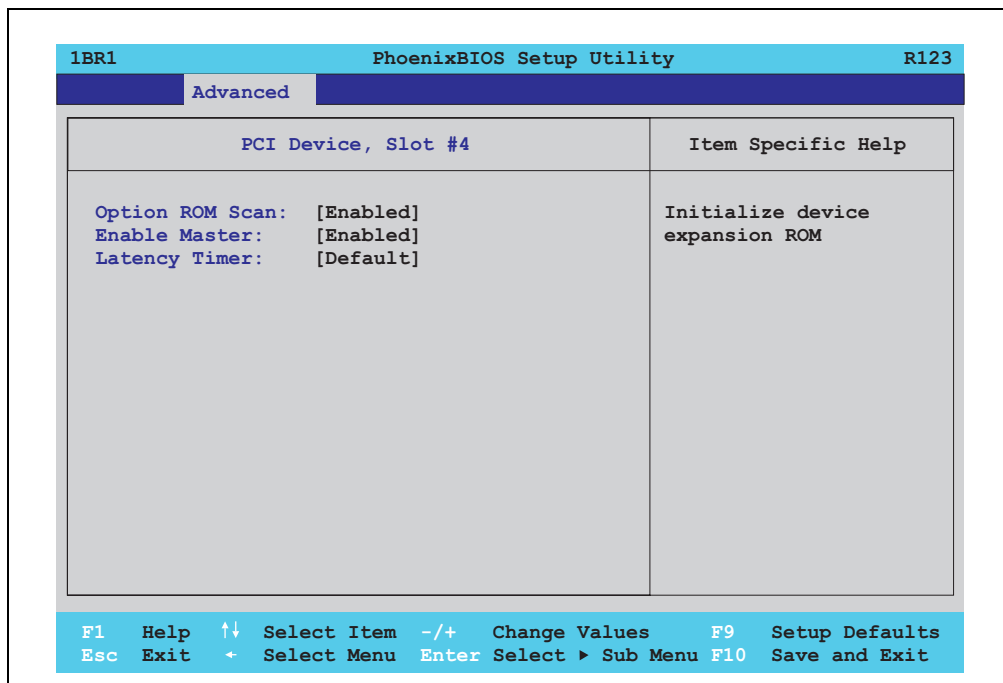 1BR1 PhoenixBIOS Setup Utility R123
Advanced
PCI Device, Slot #4
Item Specific Help
Option ROM Scan: [Enabled]
Enable Master: [Enabled]
Latency Timer: [Default]
Initialize device
expansion ROM
F1 Help ↑↓ Select Item -/+ Change Values F9 Setup Defaults
Esc Exit ← Select Menu Enter Select ▶ Sub Menu F10 Save and Exit